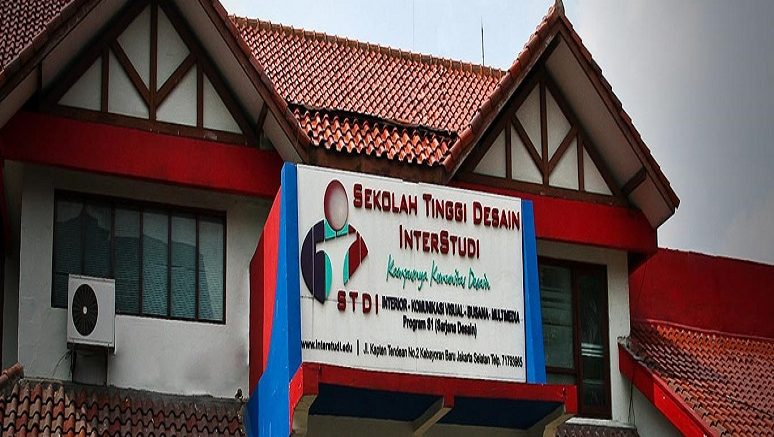 SEKOLAH TINGGI DESAIN
INTERSTUDI
Kampusnya Komunitas Desain
STDI
INTERIOR - KOMUNIKASI VISUAL - BUSANA - MULTIMEDIA
Program S1 (Sarjana Desain)
www.interstudi.edu | Jl. Kapten Tendean No.2 Kebayoran Baru Jakarta Selatan Telp. 71793965